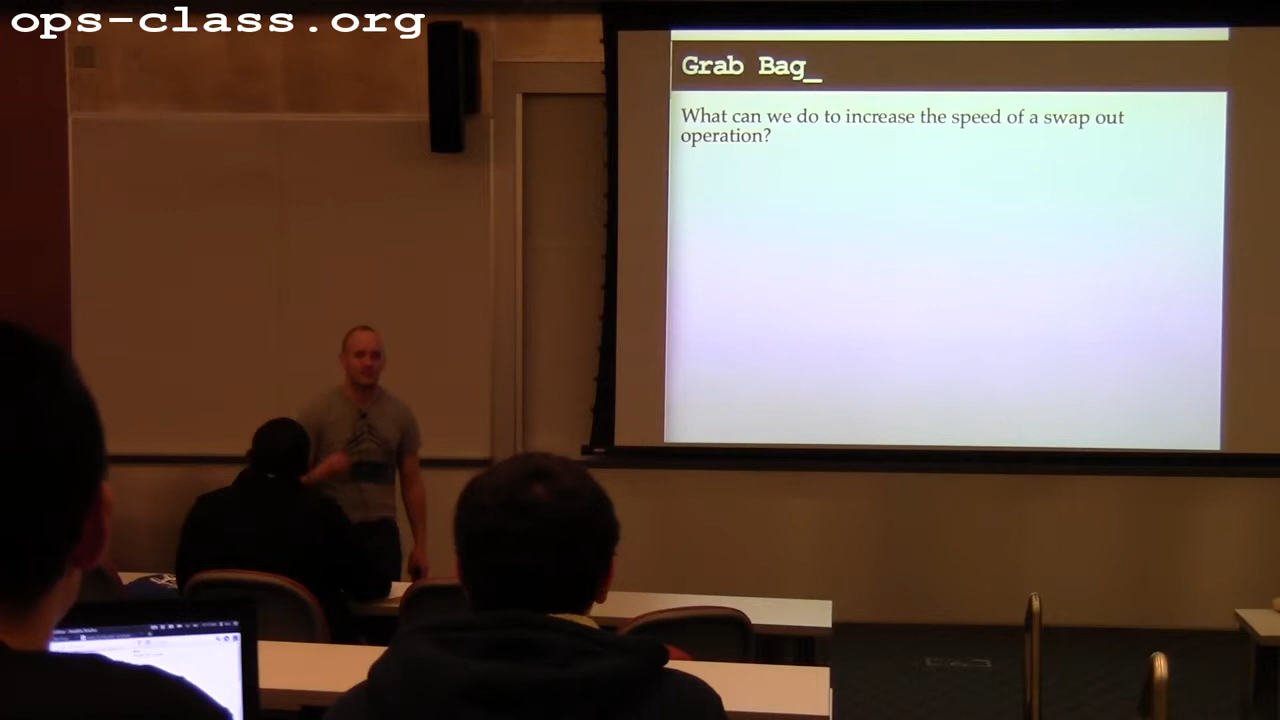 ops-class.org
Grab Bag_
What can we do to increase the speed of a swap out
operation?